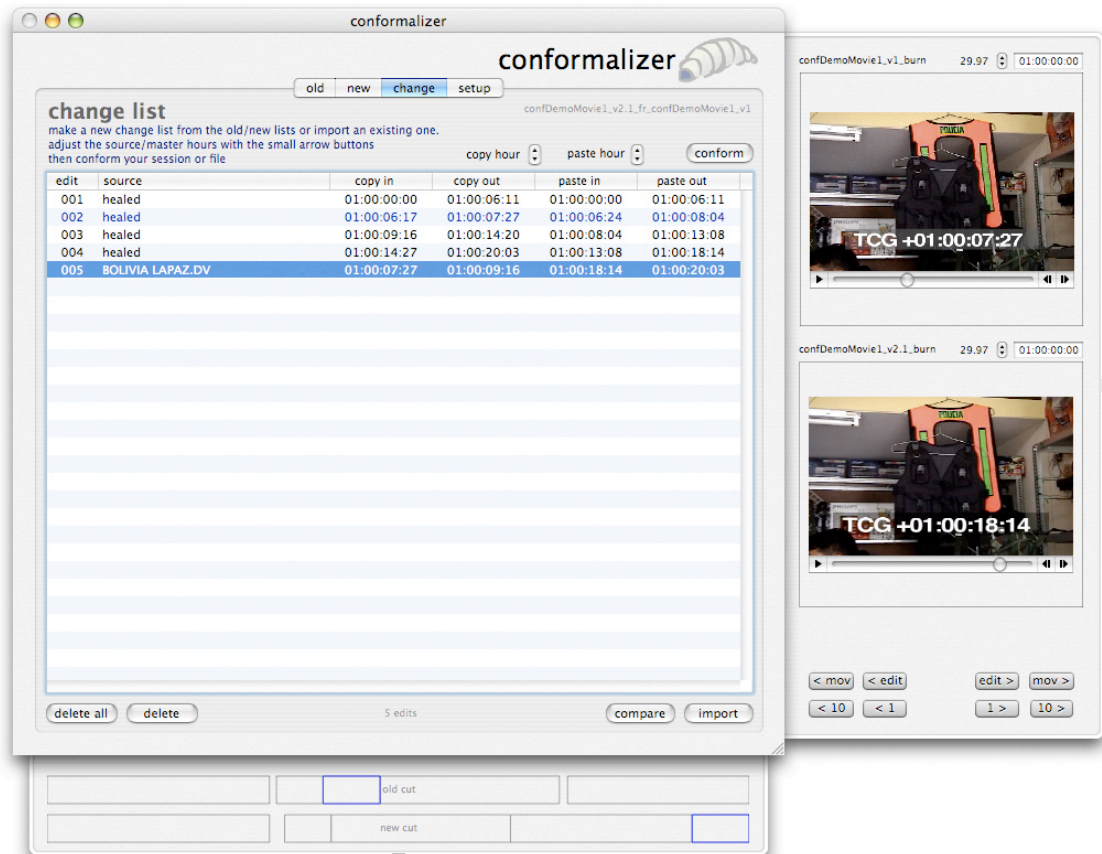 conformalizer
conformalizer
old new change setup
change list
confDemoMovie1_v2.1_fr_confDemoMovie1_v1
make a new change list from the old/new lists or import an existing one.
adjust the source/master hours with the small arrow buttons
then conform your session or file
copy hour paste hour conform
edit source copy in copy out paste in paste out
001 healed 01:00:00:00 01:00:06:11 01:00:00:00 01:00:06:11
002 healed 01:00:06:17 01:00:07:27 01:00:06:24 01:00:08:04
003 healed 01:00:09:16 01:00:14:20 01:00:08:04 01:00:13:08
004 healed 01:00:14:27 01:00:20:03 01:00:13:08 01:00:18:14
005 BOLIVIA LAPAZ.DV 01:00:07:27 01:00:09:16 01:00:18:14 01:00:20:03
delete all delete 5 edits compare import
old cut
new cut
confDemoMovie1_v1_burn 29.97 01:00:00:00
POLICIA
TCG +01:00:07:27
confDemoMovie1_v2.1_burn 29.97 01:00:00:00
POLICIA
TCG +01:00:18:14
< mov < edit edit > mov >
< 10 < 1 1 > 10 >